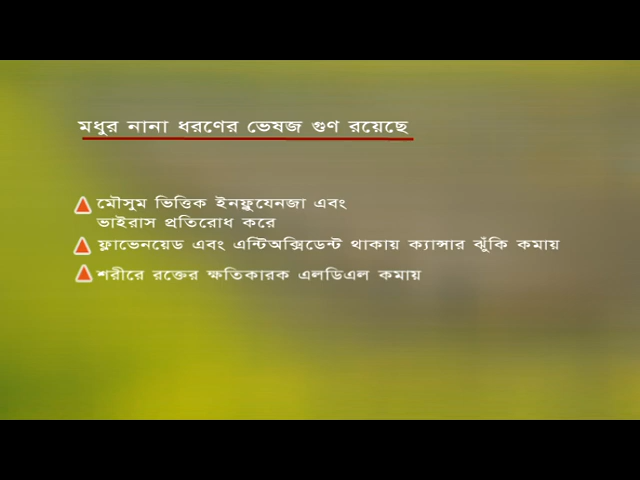 মধুর নানা ধরণের ভেষজ গুণ রয়েছে
মৌসুম ভিত্তিক ইনফ্লুযেনজা এবং
ভাইরাস প্রতিরোধ করে
ফ্লাভেনয়েড এবং এন্টিঅক্সিডেন্ট থাকায় ক্যান্সার ঝুঁকি কমায়
শরীরে রক্তের ক্ষতিকারক এলডিএল কমায়